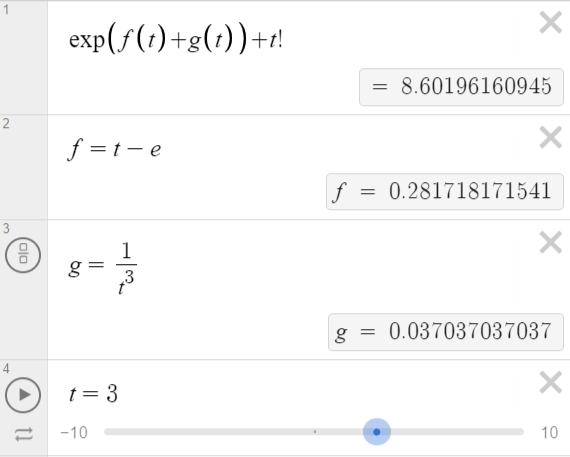 1
exp(f(t)+g(t))+t!
= 8.60196160945
2
f = t − e
f = 0.281718171541
3
g = 1/t³
g = 0.037037037037
4
t = 3
−10 10